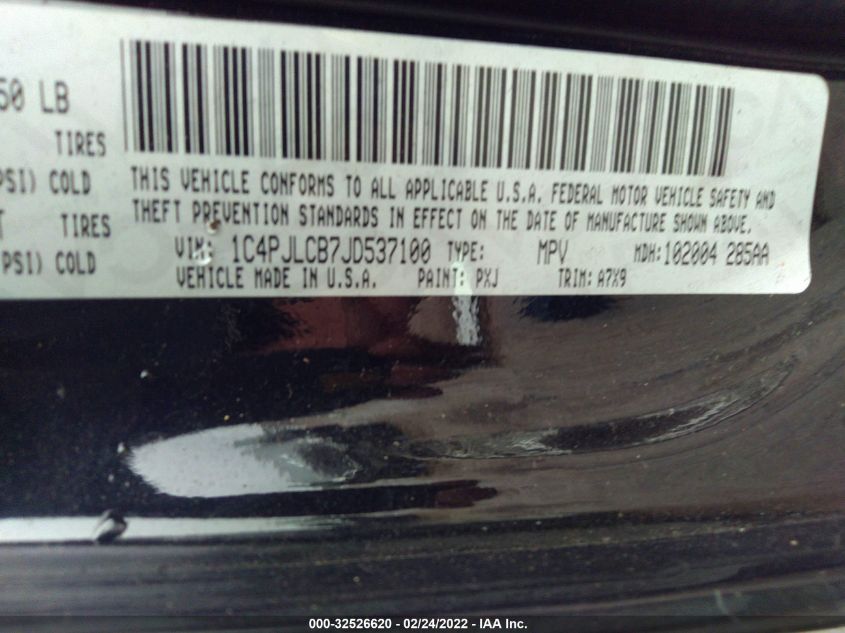 50 LB
TIRES
PSI) COLD
TIRES
PSI) COLD
THIS VEHICLE CONFORMS TO ALL APPLICABLE U.S.A. FEDERAL MOTOR VEHICLE SAFETY AND
THEFT PREVENTION STANDARDS IN EFFECT ON THE DATE OF MANUFACTURE SHOWN ABOVE.
VIN: 1C4PJLCB7JD537100 TYPE: MPV MDH: 102004 285AA
VEHICLE MADE IN U.S.A. PAINT: PXJ TRIM: A7X9
000-32526620 - 02/24/2022 - IAA Inc.